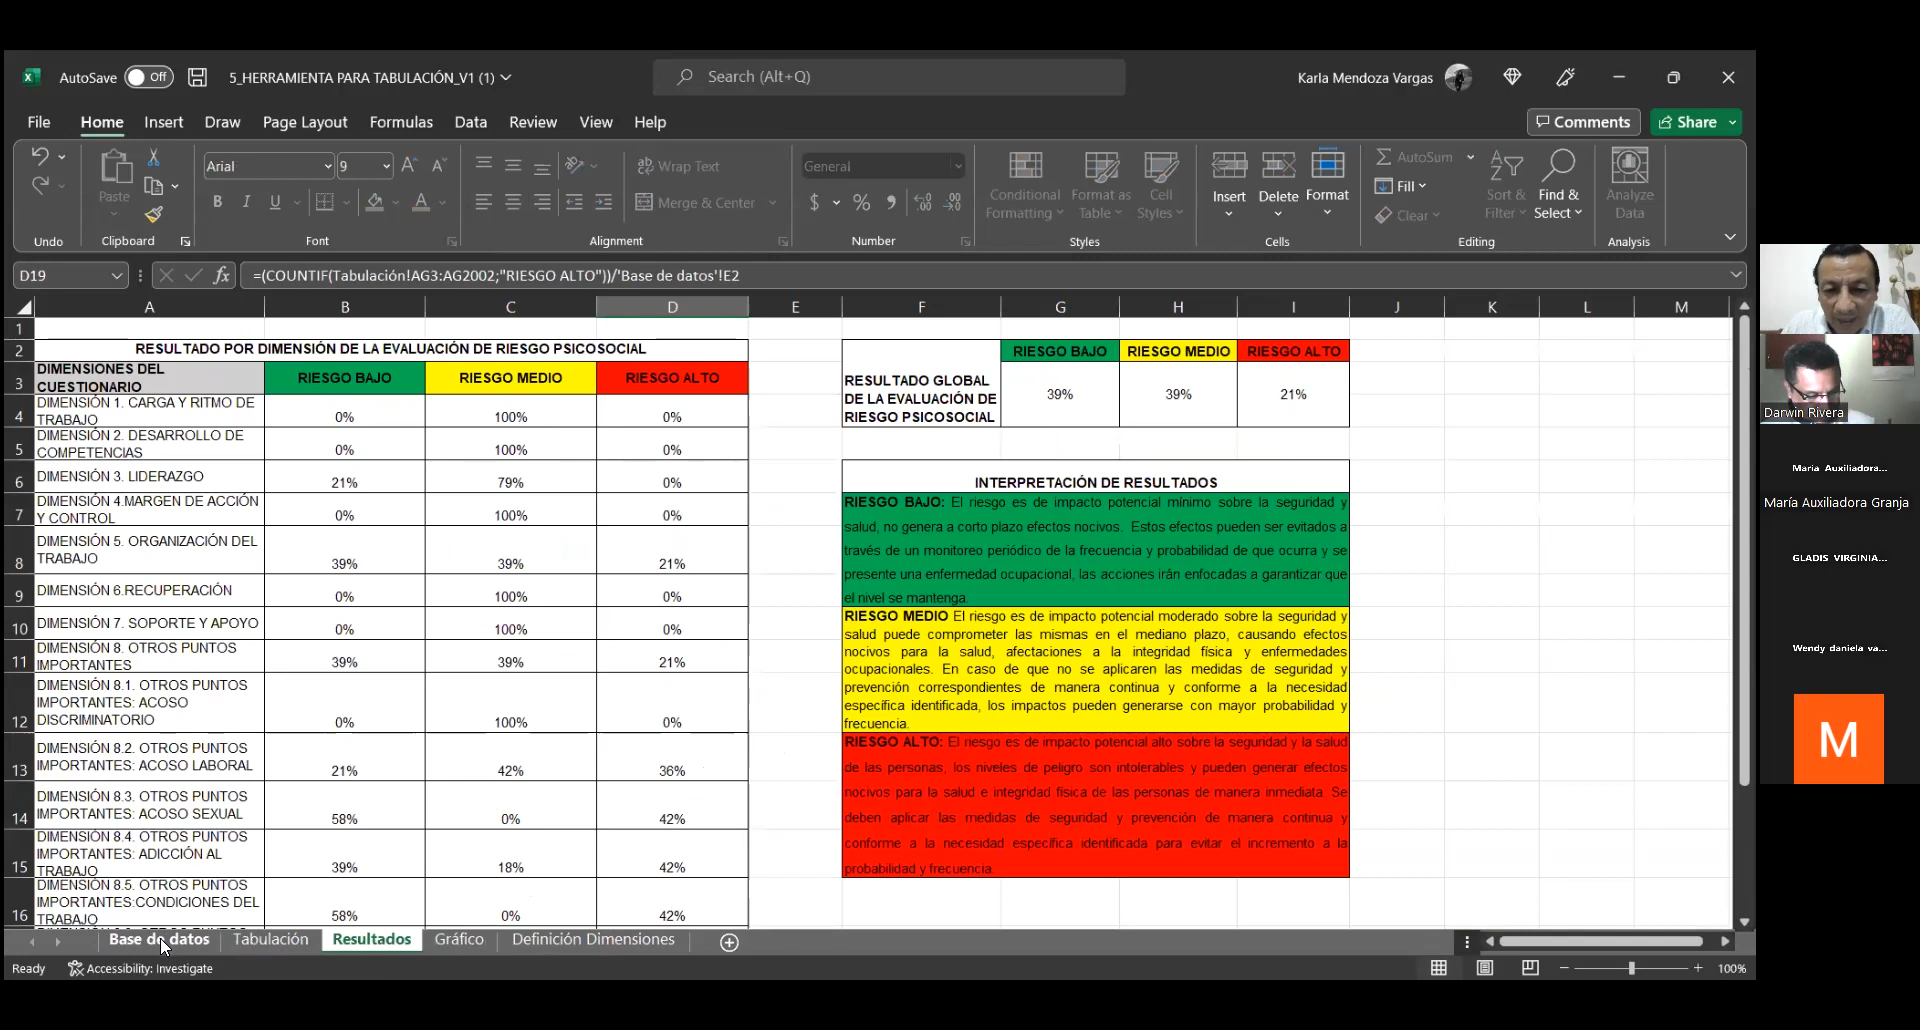 AutoSave Off 5_HERRAMIENTA PARA TABULACIÓN_V1 (1) Search (Alt+Q) Karla Mendoza Vargas
File Home Insert Draw Page Layout Formulas Data Review View Help Comments Share
Arial 9 Wrap Text General AutoSum
Paste Conditional Formatting Format as Table Cell Styles Insert Delete Format Fill Sort & Filter Find & Select Analyze Data
B I U Merge & Center $ % Clear
Undo Clipboard Font Alignment Number Styles Cells Editing Analysis
D19 fx =(COUNTIF(Tabulación!AG3:AG2002;"RIESGO ALTO"))/'Base de datos'!E2
A B C D E F G H I J K L M
1
2 RESULTADO POR DIMENSIÓN DE LA EVALUACIÓN DE RIESGO PSICOSOCIAL
3 DIMENSIONES DEL CUESTIONARIO RIESGO BAJO RIESGO MEDIO RIESGO ALTO
4 DIMENSIÓN 1. CARGA Y RITMO DE TRABAJO 0% 100% 0%
5 DIMENSIÓN 2. DESARROLLO DE COMPETENCIAS 0% 100% 0%
6 DIMENSIÓN 3. LIDERAZGO 21% 79% 0%
7 DIMENSIÓN 4.MARGEN DE ACCIÓN Y CONTROL 0% 100% 0%
8 DIMENSIÓN 5. ORGANIZACIÓN DEL TRABAJO 39% 39% 21%
9 DIMENSIÓN 6.RECUPERACIÓN 0% 100% 0%
10 DIMENSIÓN 7. SOPORTE Y APOYO 0% 100% 0%
11 DIMENSIÓN 8. OTROS PUNTOS IMPORTANTES 39% 39% 21%
12 DIMENSIÓN 8.1. OTROS PUNTOS IMPORTANTES: ACOSO DISCRIMINATORIO 0% 100% 0%
13 DIMENSIÓN 8.2. OTROS PUNTOS IMPORTANTES: ACOSO LABORAL 21% 42% 36%
14 DIMENSIÓN 8.3. OTROS PUNTOS IMPORTANTES: ACOSO SEXUAL 58% 0% 42%
15 DIMENSIÓN 8.4. OTROS PUNTOS IMPORTANTES: ADICCIÓN AL TRABAJO 39% 18% 42%
16 DIMENSIÓN 8.5. OTROS PUNTOS IMPORTANTES:CONDICIONES DEL TRABAJO 58% 0% 42%
RIESGO BAJO RIESGO MEDIO RIESGO ALTO
RESULTADO GLOBAL
DE LA EVALUACIÓN DE
RIESGO PSICOSOCIAL
39% 39% 21%
INTERPRETACIÓN DE RESULTADOS
RIESGO BAJO: El riesgo es de impacto potencial mínimo sobre la seguridad y
salud, no genera a corto plazo efectos nocivos. Estos efectos pueden ser evitados a
través de un monitoreo periódico de la frecuencia y probabilidad de que ocurra y se
presente una enfermedad ocupacional, las acciones irán enfocadas a garantizar que
el nivel se mantenga.
RIESGO MEDIO El riesgo es de impacto potencial moderado sobre la seguridad y
salud puede comprometer las mismas en el mediano plazo, causando efectos
nocivos para la salud, afectaciones a la integridad física y enfermedades
ocupacionales. En caso de que no se aplicaren las medidas de seguridad y
prevención correspondientes de manera continua y conforme a la necesidad
específica identificada, los impactos pueden generarse con mayor probabilidad y
frecuencia.
RIESGO ALTO: El riesgo es de impacto potencial alto sobre la seguridad y la salud
de las personas, los niveles de peligro son intolerables y pueden generar efectos
nocivos para la salud e integridad física de las personas de manera inmediata. Se
deben aplicar las medidas de seguridad y prevención de manera continua y
conforme a la necesidad específica identificada para evitar el incremento a la
probabilidad y frecuencia.
Base de datos Tabulación Resultados Gráfico Definición Dimensiones
Ready Accessibility: Investigate 100%
Darwin Rivera
Maria Auxiliadora...
María Auxiliadora Granja
GLADIS VIRGINIA...
Wendy daniela va...
M